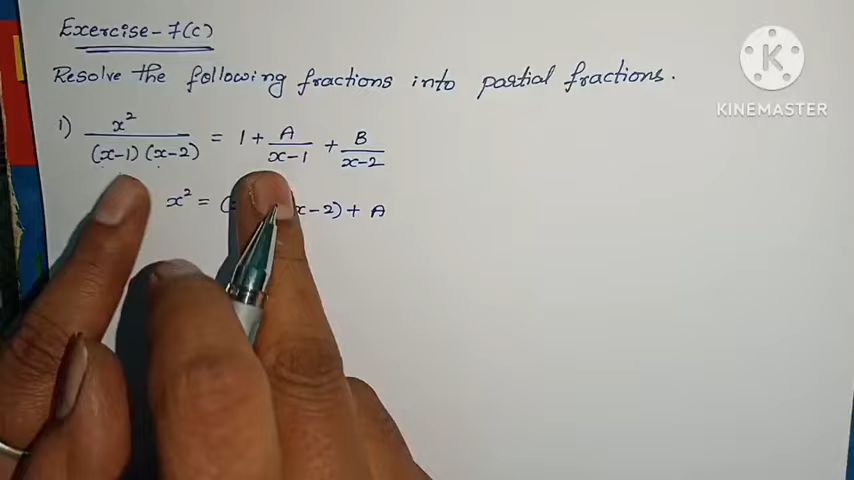 Exercise-7(c)
Resolve the following fractions into partial fractions.
K
KINEMASTER
1) x² / (x-1)(x-2) = 1 + A/x-1 + B/x-2
x² = ( x-2) + A